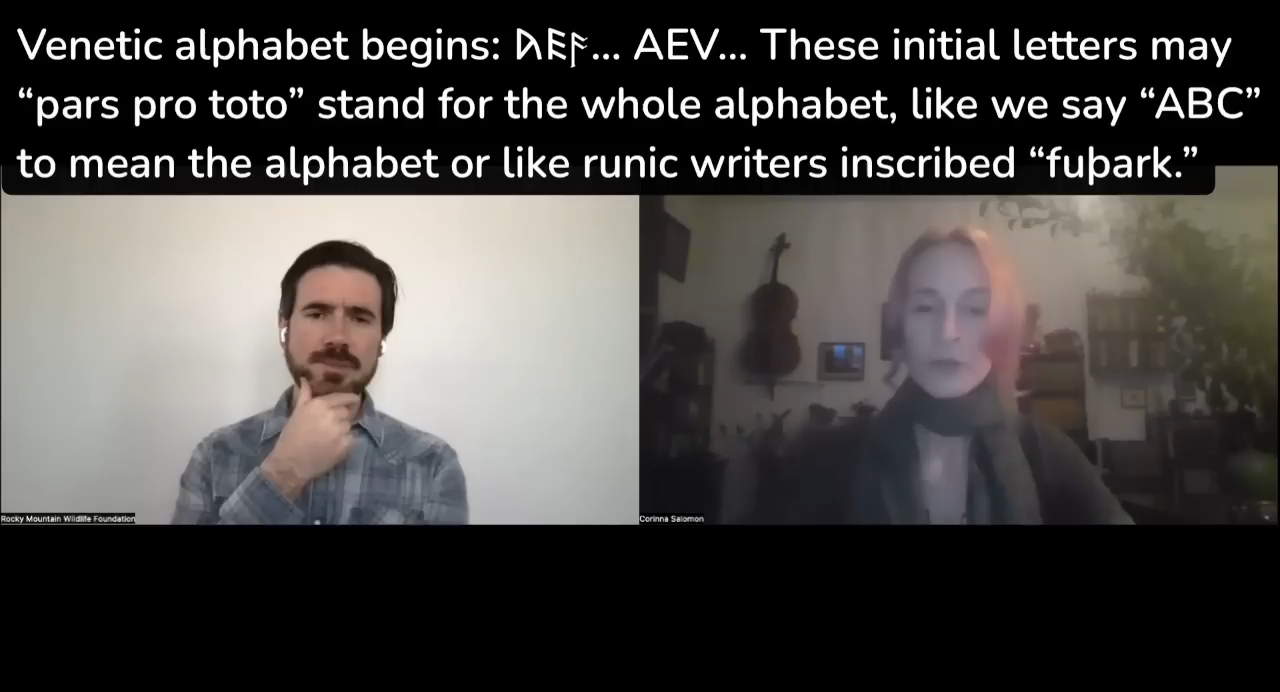 Venetic alphabet begins: 𐌀𐌄𐌅... AEV... These initial letters may
“pars pro toto” stand for the whole alphabet, like we say “ABC”
to mean the alphabet or like runic writers inscribed “fuþark.”
Rocky Mountain Wildlife Foundation
Corinna Salomon